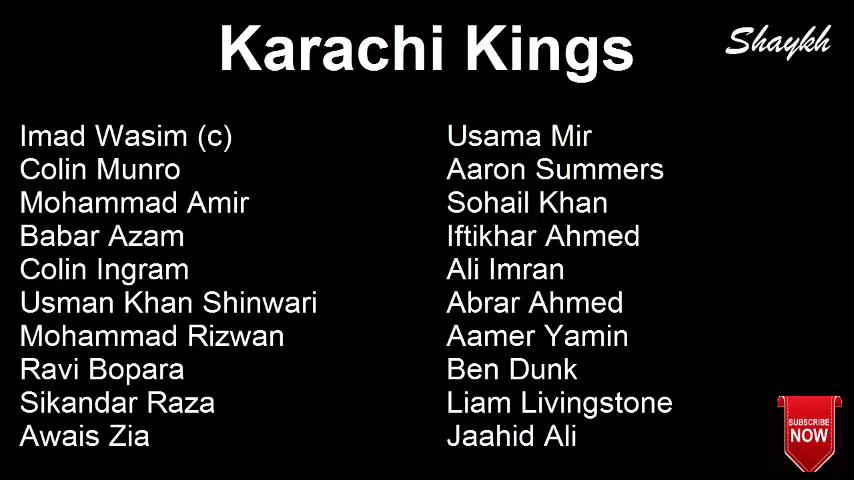 Karachi Kings
Shaykh
Imad Wasim (c)
Colin Munro
Mohammad Amir
Babar Azam
Colin Ingram
Usman Khan Shinwari
Mohammad Rizwan
Ravi Bopara
Sikandar Raza
Awais Zia
Usama Mir
Aaron Summers
Sohail Khan
Iftikhar Ahmed
Ali Imran
Abrar Ahmed
Aamer Yamin
Ben Dunk
Liam Livingstone
Jaahid Ali
SUBSCRIBE
NOW